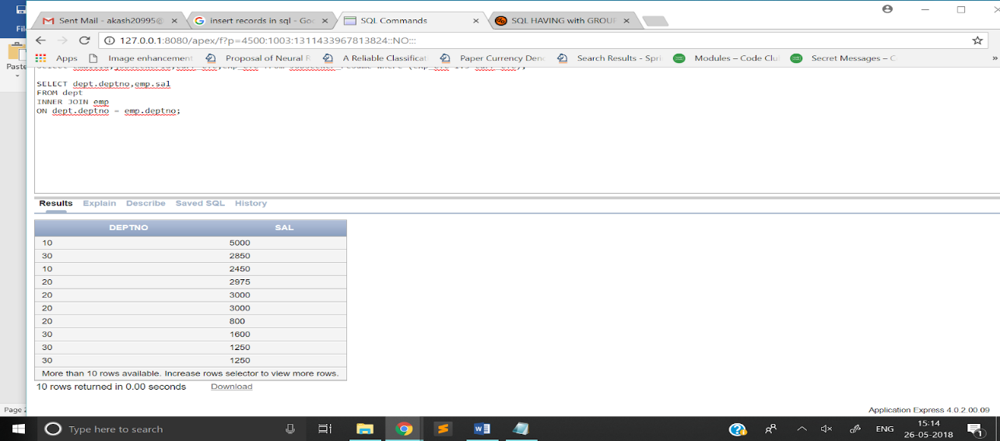 Sent Mail - akash20995@
insert records in sql - Goo
SQL Commands
SQL HAVING with GROUP
File
127.0.0.1:8080/apex/f?p=4500:1003:1311433967813824::NO:::
Apps
Image enhancement
Proposal of Neural R
A Reliable Classificat
Paper Currency Den
Search Results - Spri
Modules – Code Clu
Secret Messages – C
»
Paste
SELECT dept.deptno,emp.sal
FROM dept
INNER JOIN emp
ON dept.deptno = emp.deptno;
Results Explain Describe Saved SQL History
DEPTNO SAL
10 5000
30 2850
10 2450
20 2975
20 3000
20 3000
20 800
30 1600
30 1250
30 1250
More than 10 rows available. Increase rows selector to view more rows.
10 rows returned in 0.00 seconds Download
Page 2
Application Express 4.0.2.00.09
Type here to search
ENG
15:14
26-05-2018
1